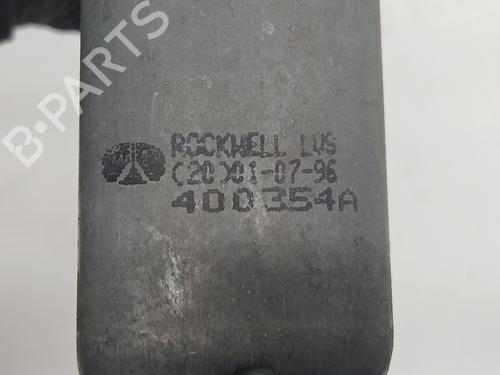 ROCKWELL LVS
(20)01-07-96
400354A
B-PARTS